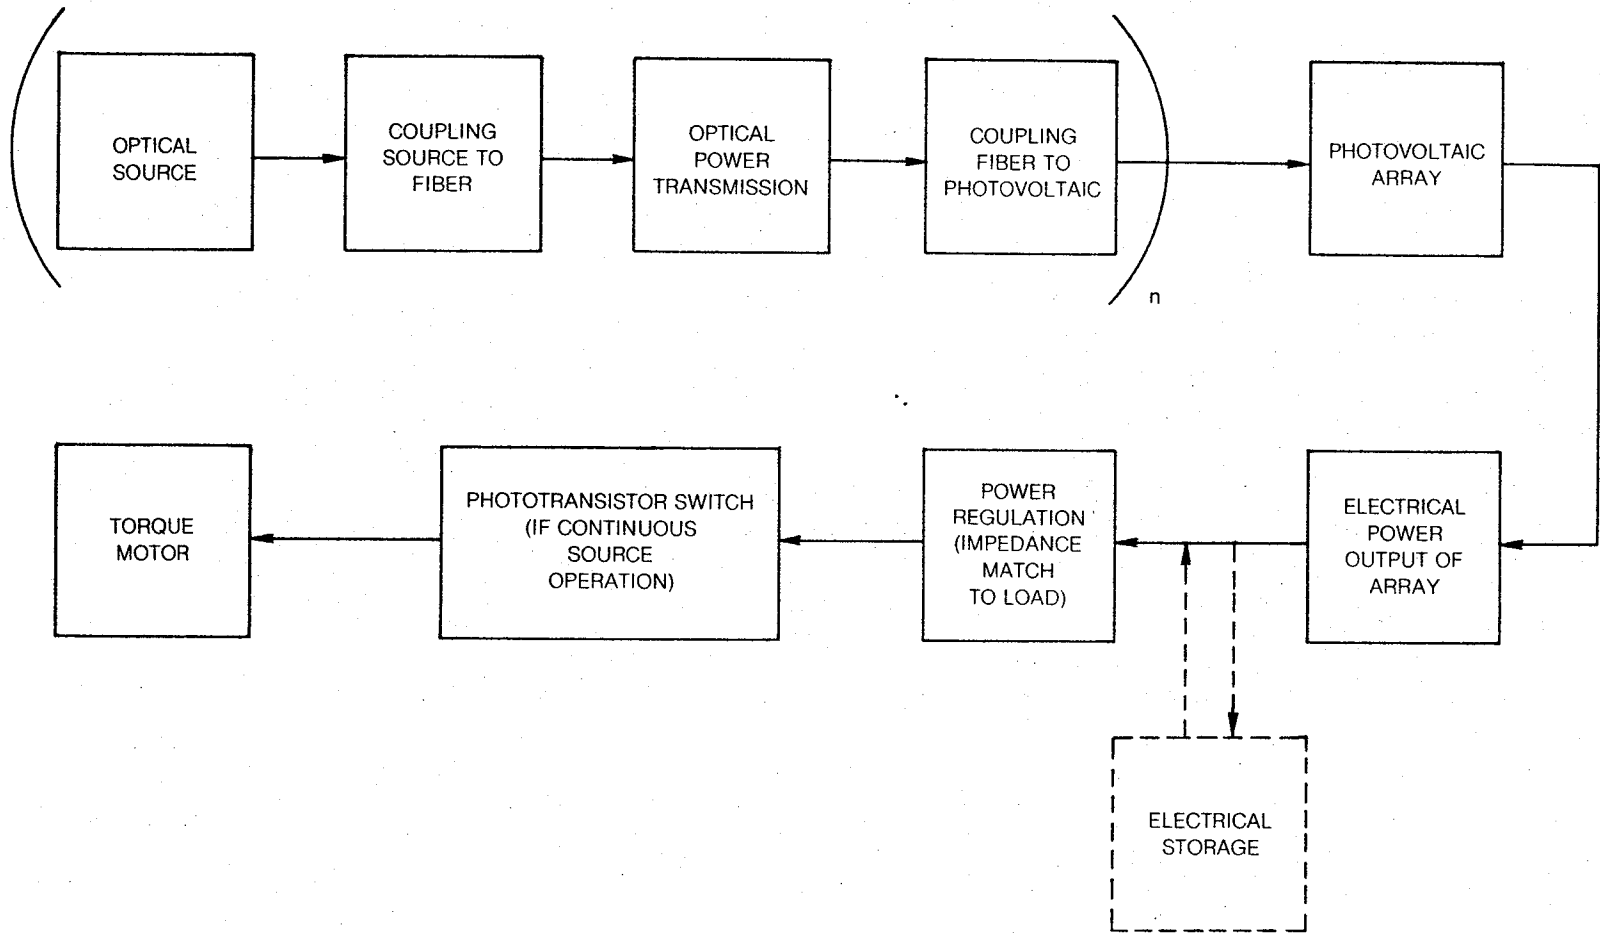 OPTICAL
SOURCE
COUPLING
SOURCE TO
FIBER
OPTICAL
POWER
TRANSMISSION
COUPLING
FIBER TO
PHOTOVOLTAIC
n
PHOTOVOLTAIC
ARRAY
ELECTRICAL
POWER
OUTPUT OF
ARRAY
POWER
REGULATION
(IMPEDANCE
MATCH
TO LOAD)
PHOTOTRANSISTOR SWITCH
(IF CONTINUOUS
SOURCE
OPERATION)
TORQUE
MOTOR
ELECTRICAL
STORAGE